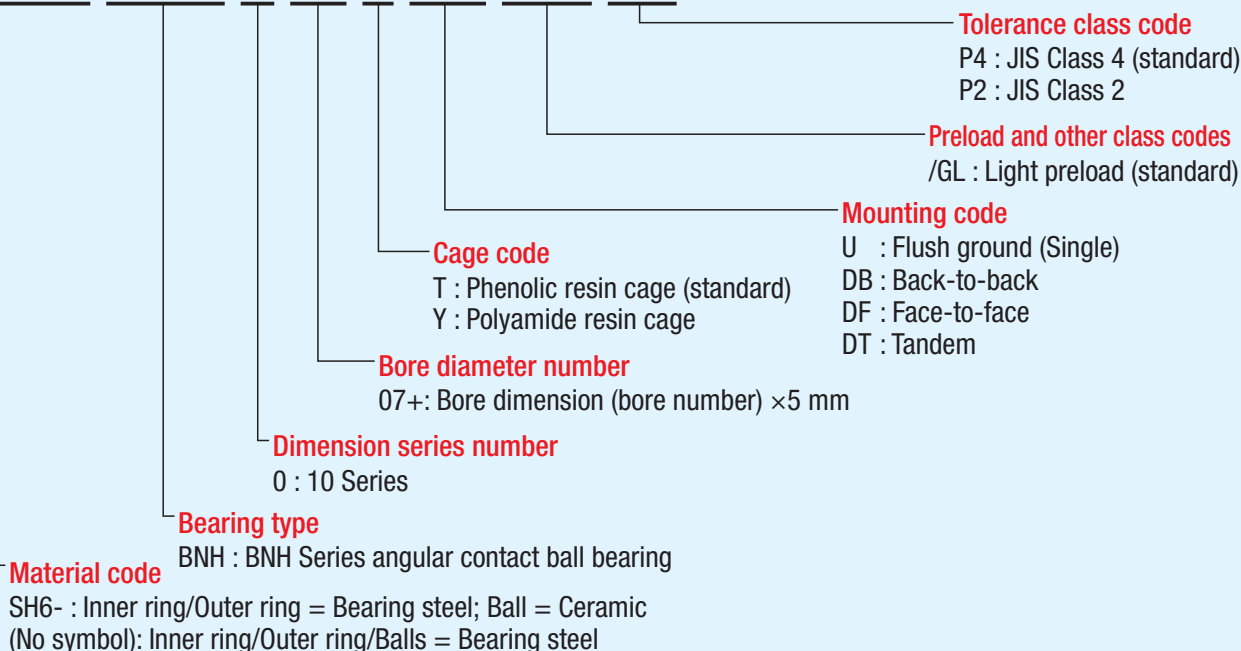 Tolerance class code
P4 : JIS Class 4 (standard)
P2 : JIS Class 2
Preload and other class codes
/GL : Light preload (standard)
Mounting code
U : Flush ground (Single)
DB : Back-to-back
DF : Face-to-face
DT : Tandem
Cage code
T : Phenolic resin cage (standard)
Y : Polyamide resin cage
Bore diameter number
07+: Bore dimension (bore number) ×5 mm
Dimension series number
0 : 10 Series
Bearing type
BNH : BNH Series angular contact ball bearing
Material code
SH6- : Inner ring/Outer ring = Bearing steel; Ball = Ceramic
(No symbol): Inner ring/Outer ring/Balls = Bearing steel